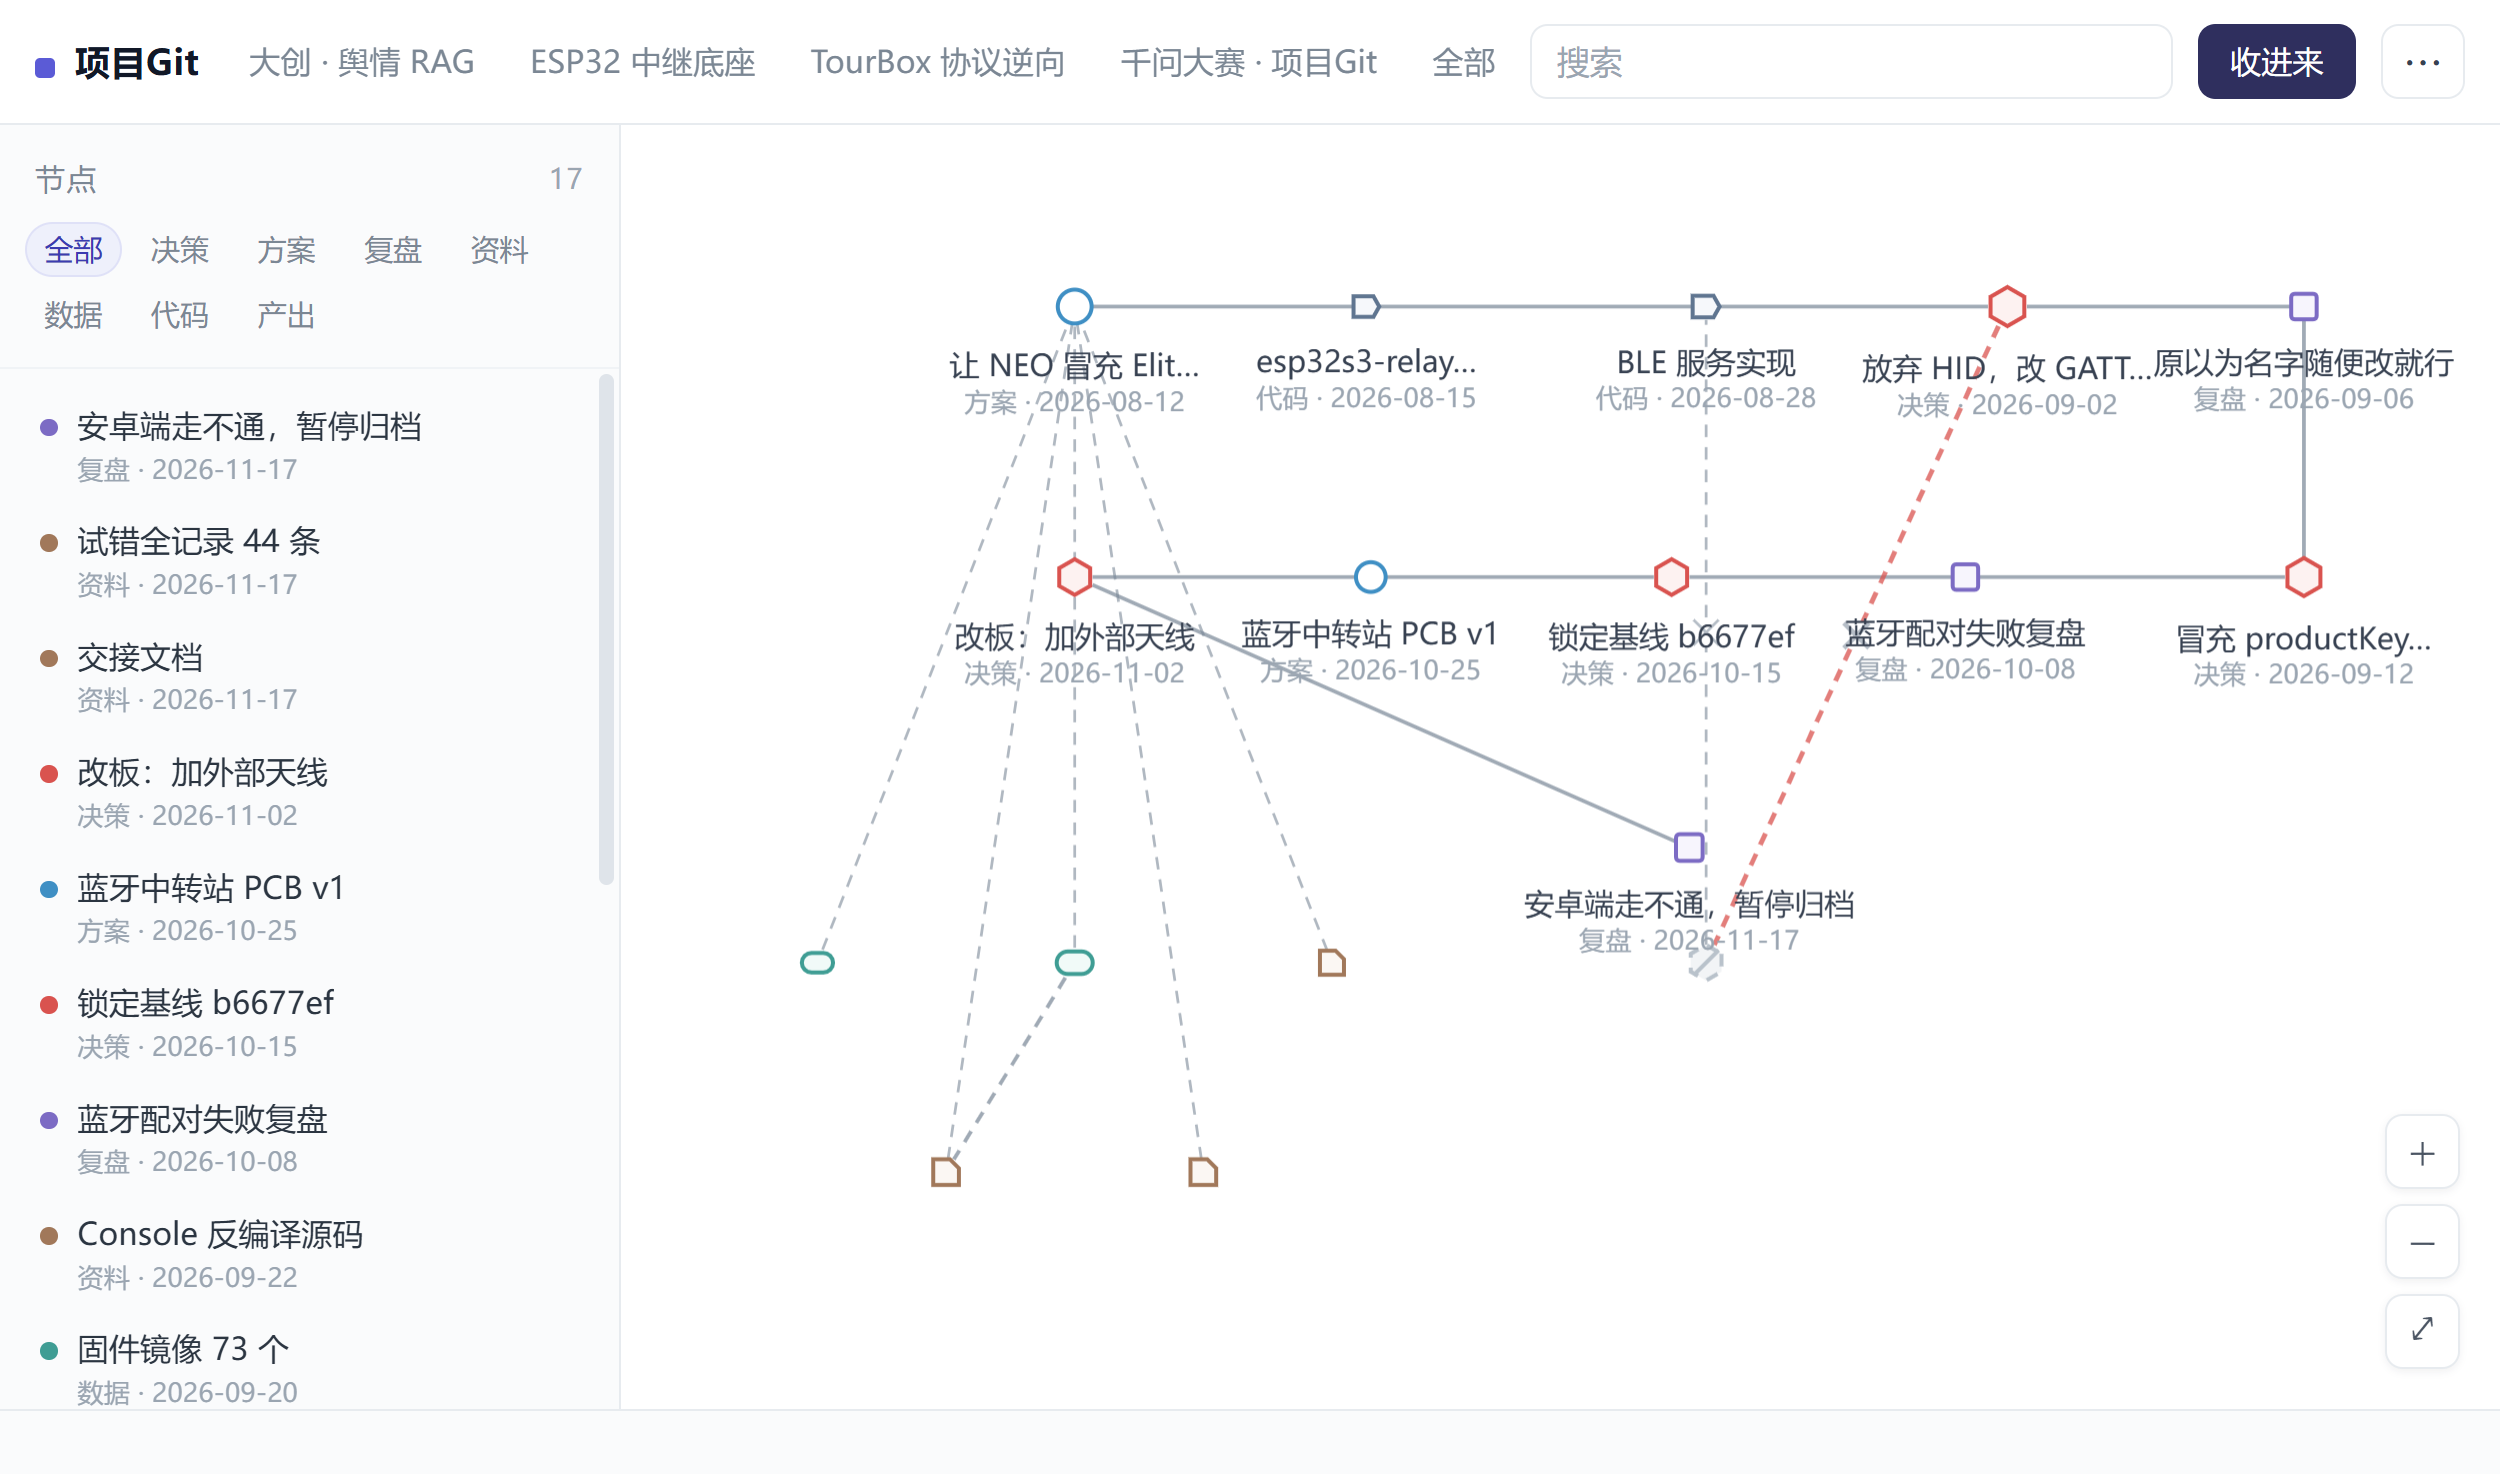 项目Git
大创 · 舆情 RAG
ESP32 中继底座
TourBox 协议逆向
千问大赛 · 项目Git
全部
搜索
收进来
···
节点
17
全部 决策 方案 复盘 资料
数据 代码 产出
安卓端走不通，暂停归档
复盘 · 2026-11-17
试错全记录 44 条
资料 · 2026-11-17
交接文档
资料 · 2026-11-17
改板：加外部天线
决策 · 2026-11-02
蓝牙中转站 PCB v1
方案 · 2026-10-25
锁定基线 b6677ef
决策 · 2026-10-15
蓝牙配对失败复盘
复盘 · 2026-10-08
Console 反编译源码
资料 · 2026-09-22
固件镜像 73 个
数据 · 2026-09-20
让 NEO 冒充 Elit...
方案 · 2026-08-12
esp32s3-relay...
代码 · 2026-08-15
BLE 服务实现
代码 · 2026-08-28
放弃 HID，改 GATT...
决策 · 2026-09-02
原以为名字随便改就行
复盘 · 2026-09-06
改板：加外部天线
决策 · 2026-11-02
蓝牙中转站 PCB v1
方案 · 2026-10-25
锁定基线 b6677ef
决策 · 2026-10-15
蓝牙配对失败复盘
复盘 · 2026-10-08
冒充 productKey...
决策 · 2026-09-12
安卓端走不通，暂停归档
复盘 · 2026-11-17